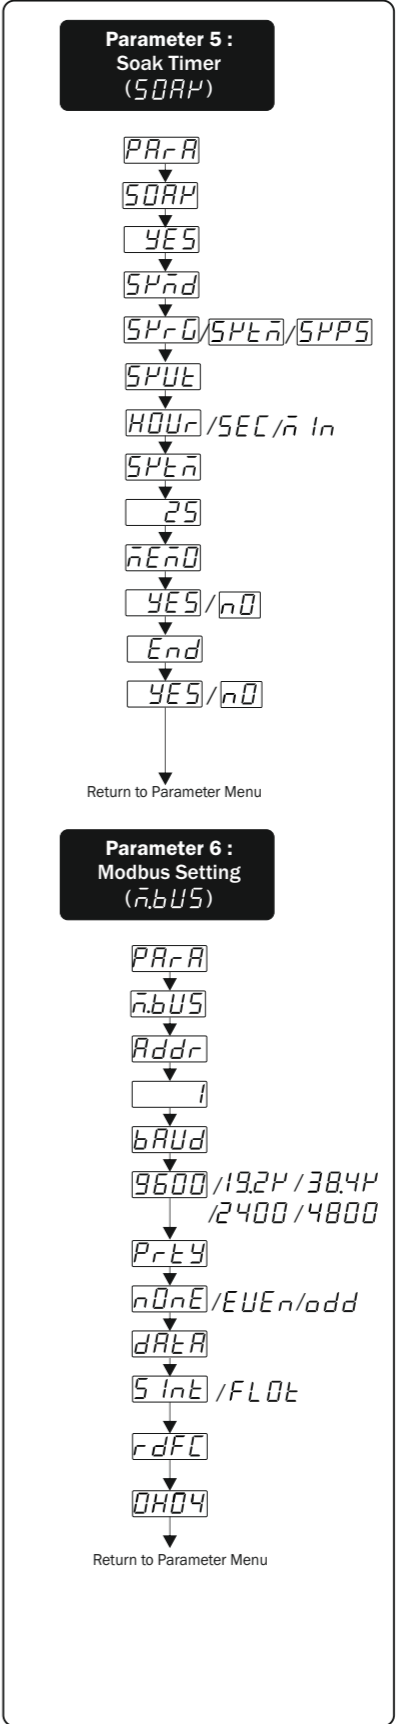 Parameter 5 :
Soak Timer
(SOAK)
PArA
SOAK
YES
SKmd
SKrG/SKtm/SKPS
SKUt
HOUr/SEC/mIn
SKtm
25
mEmO
YES/nO
End
YES/nO
Return to Parameter Menu
Parameter 6 :
Modbus Setting
(m.bUS)
PArA
m.bUS
Addr
1
bAUd
9600/19.2K/38.4K
/2400/4800
PrtY
nOnE/EVEn/odd
dAtA
SInt/FLOt
rdFC
0H04
Return to Parameter Menu